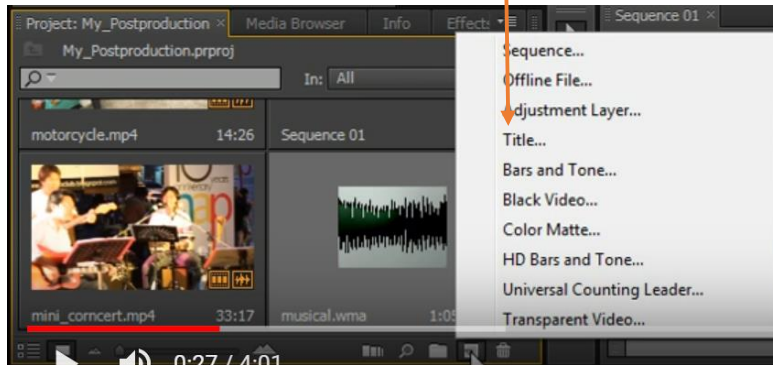 Project: My_Postproduction × Media Browser Info Effects
Sequence 01 ×
My_Postproduction.prproj
In: All
motorcycle.mp4 14:26 Sequence 01
mini_corncert.mp4 33:17 musical.wma 1:05
Sequence...
Offline File...
Adjustment Layer...
Title...
Bars and Tone...
Black Video...
Color Matte...
HD Bars and Tone...
Universal Counting Leader...
Transparent Video...
0:27 / 4:01